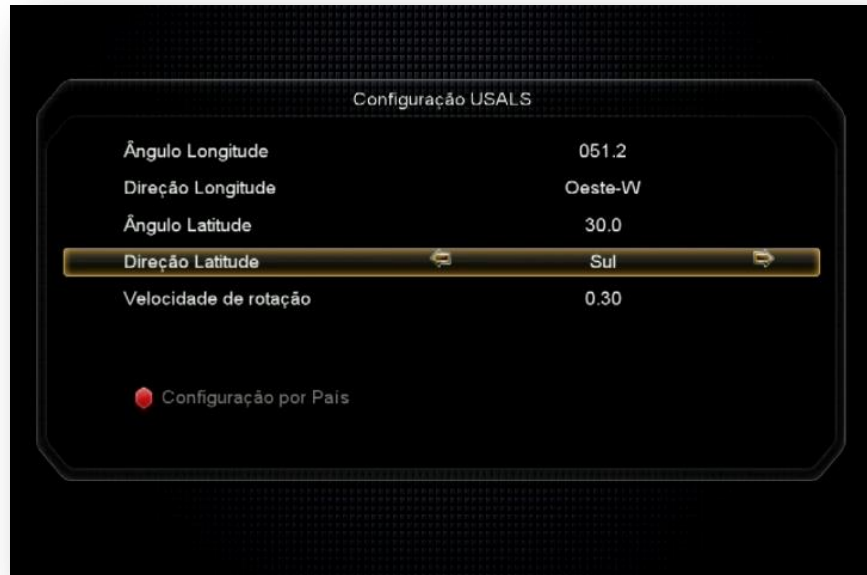 Configuração USALS
Ângulo Longitude 051.2
Direção Longitude Oeste-W
Ângulo Latitude 30.0
Direção Latitude Sul
Velocidade de rotação 0.30
Configuração por País